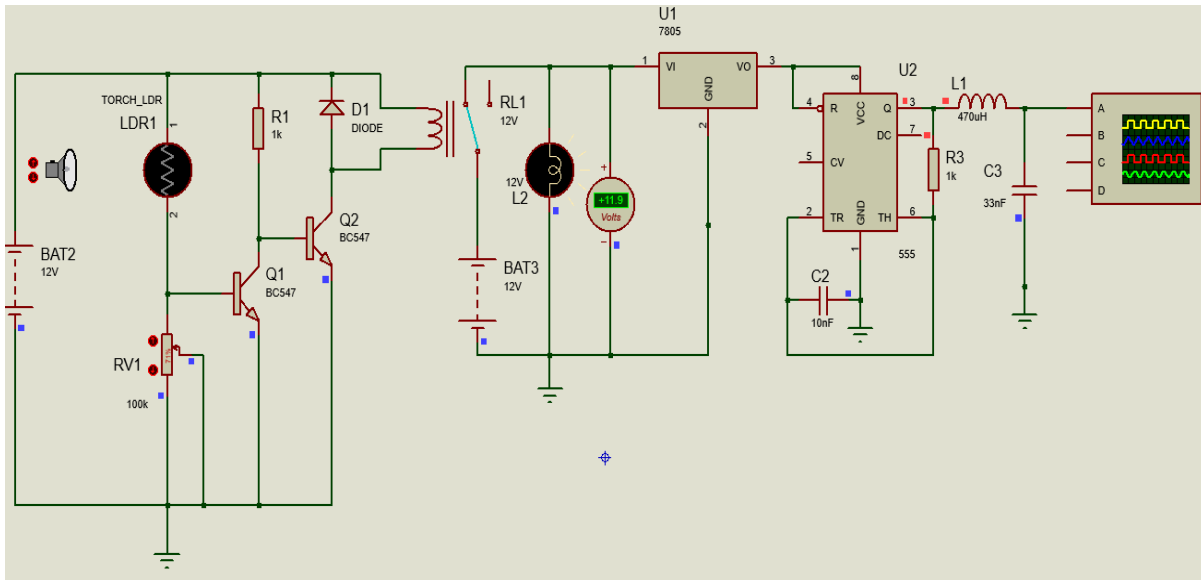 TORCH_LDR
LDR1
1
2
BAT2
12V
RV1
71%
100k
R1
1k
D1
DIODE
Q2
BC547
Q1
BC547
RL1
12V
BAT3
12V
12V
L2
+11.9
Volts
+
−
U1
7805
1
VI
VO
3
GND
2
U2
555
4
R
8
VCC
Q
3
DC
7
5
CV
2
TR
GND
1
TH
6
R3
1k
L1
470uH
C2
10nF
C3
33nF
A
B
C
D